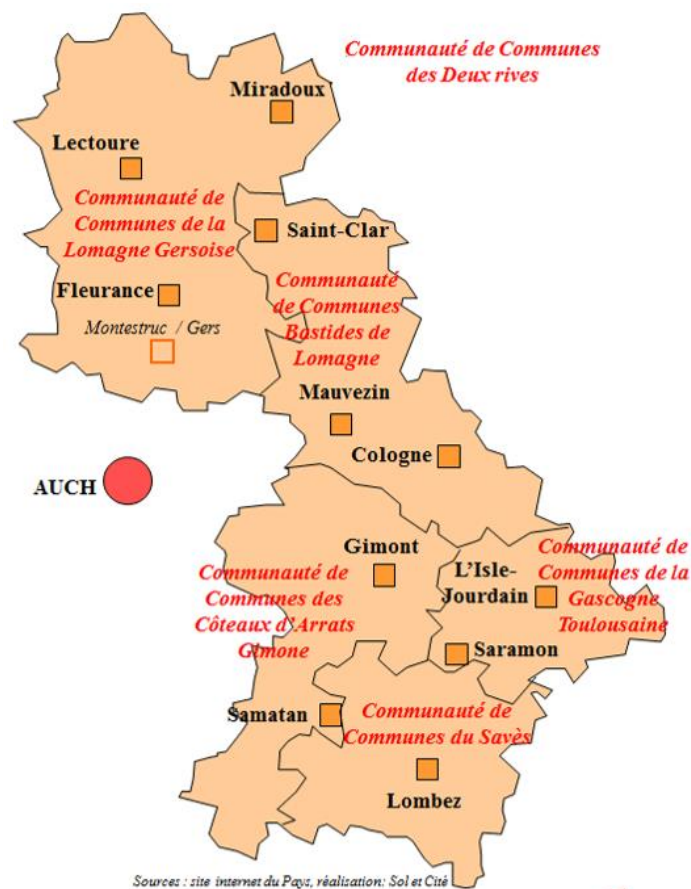 Communauté de Communes
des Deux rives
Miradoux
Lectoure
Communauté de
Communes de la
Lomagne Gersoise
Saint-Clar
Fleurance
Montestruc / Gers
Communauté
de Communes
Bastides de
Lomagne
Mauvezin
Cologne
AUCH
Gimont
Communauté de
Communes des
Côteaux d'Arrats
Gimone
L'Isle-
Jourdain
Communauté de
Communes de la
Gascogne
Toulousaine
Saramon
Samatan
Communauté de
Communes du Savès
Lombez
Sources : site internet du Pays, réalisation: Sol et Cité